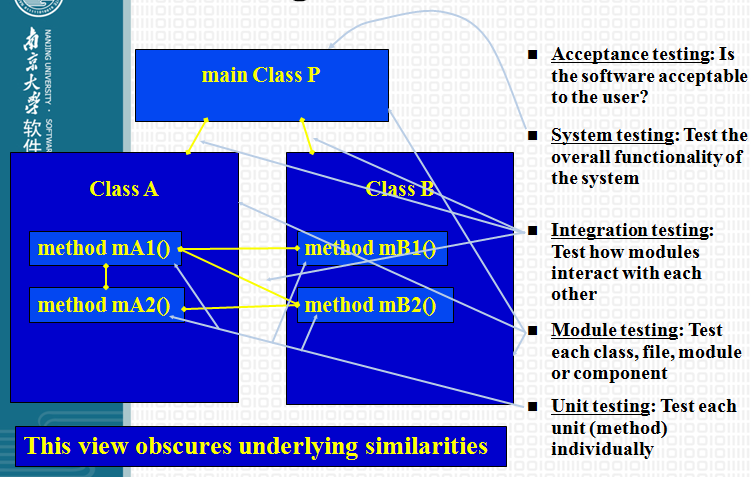 南京大学
NANJING UNIVERSITY · SOFTWAR
软件
main Class P
Class A
Class B
method mA1()
method mB1()
method mA2()
method mB2()
■ Acceptance testing: Is
the software acceptable
to the user?
■ System testing: Test the
overall functionality of
the system
■ Integration testing:
Test how modules
interact with each
other
■ Module testing: Test
each class, file, module
or component
■ Unit testing: Test each
unit (method)
individually
This view obscures underlying similarities